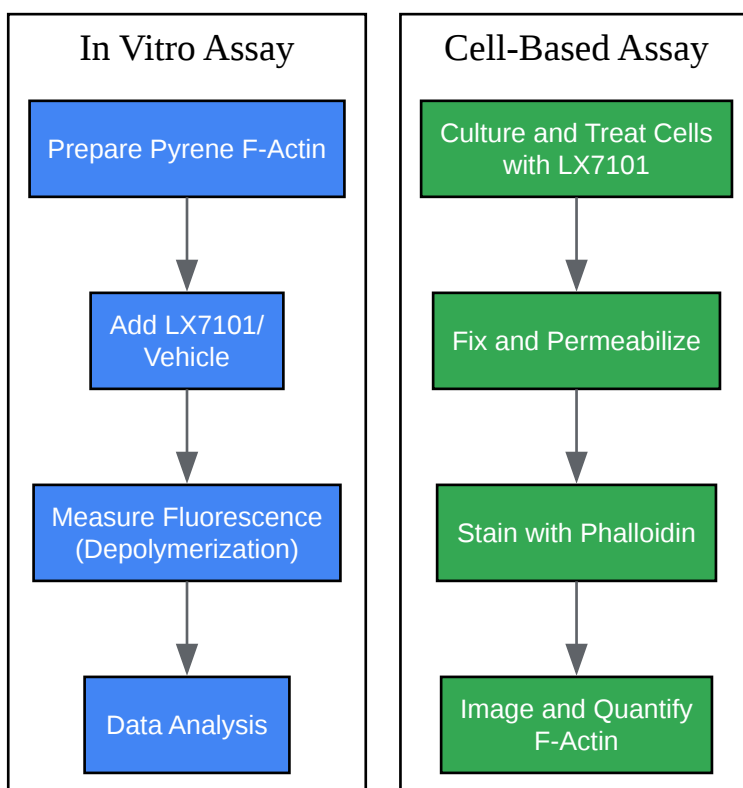 In Vitro Assay
Prepare Pyrene F-Actin
Add LX7101/
Vehicle
Measure Fluorescence
(Depolymerization)
Data Analysis
Cell-Based Assay
Culture and Treat Cells
with LX7101
Fix and Permeabilize
Stain with Phalloidin
Image and Quantify
F-Actin